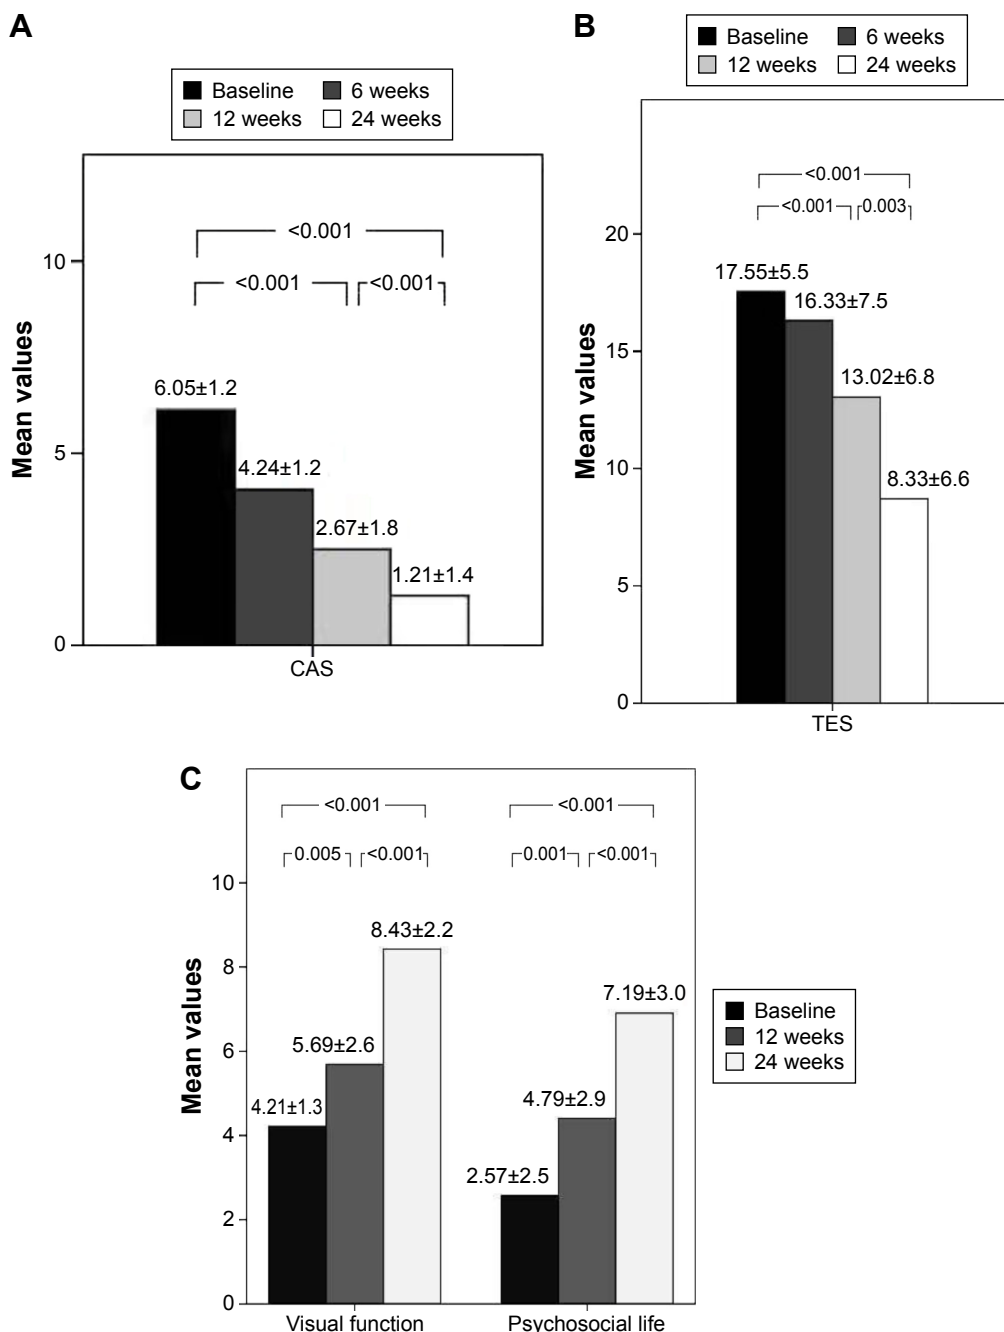 A
Baseline 6 weeks
12 weeks 24 weeks
Mean values
10
5
0
<0.001
<0.001 <0.001
6.05±1.2
4.24±1.2
2.67±1.8
1.21±1.4
CAS
B
Baseline 6 weeks
12 weeks 24 weeks
Mean values
20
15
10
5
0
<0.001
<0.001 0.003
17.55±5.5
16.33±7.5
13.02±6.8
8.33±6.6
TES
C
Mean values
10
8
6
4
2
0
<0.001 <0.001
0.005 <0.001 0.001 <0.001
8.43±2.2
7.19±3.0
5.69±2.6
4.79±2.9
4.21±1.3
2.57±2.5
Visual function Psychosocial life
Baseline
12 weeks
24 weeks